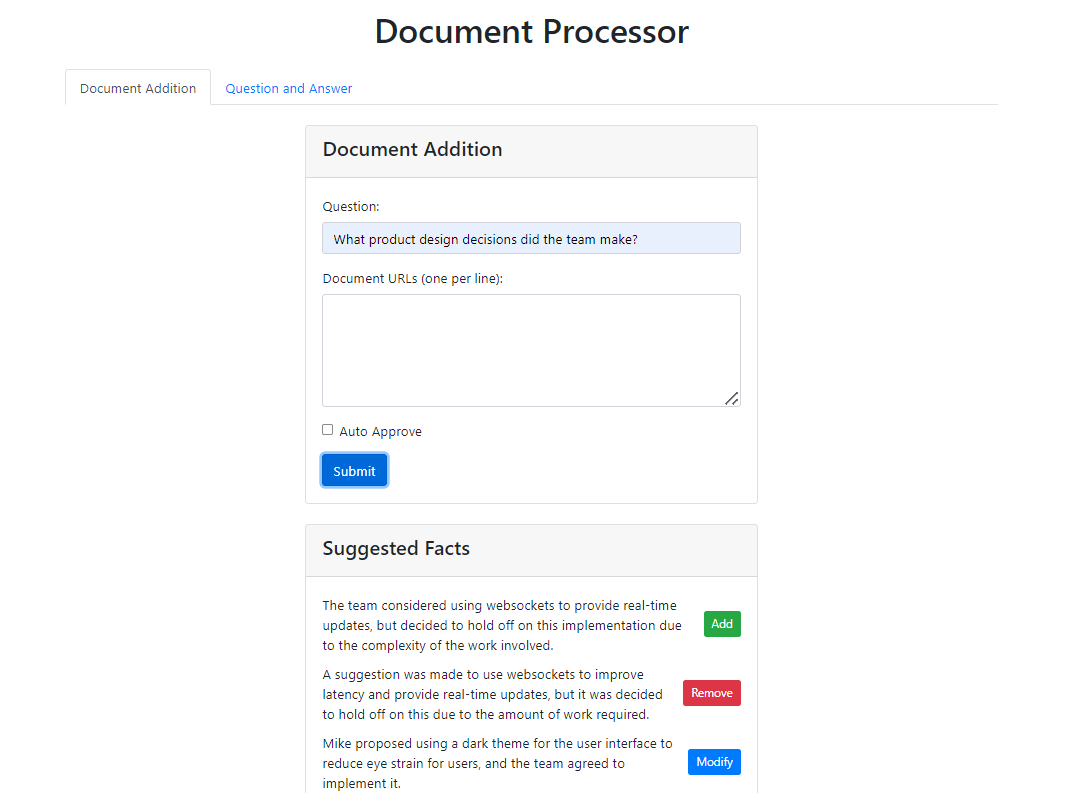 Document Processor
Document Addition
Question and Answer
Document Addition
Question:
What product design decisions did the team make?
Document URLs (one per line):
Auto Approve
Submit
Suggested Facts
The team considered using websockets to provide real-time
updates, but decided to hold off on this implementation due
to the complexity of the work involved.
Add
A suggestion was made to use websockets to improve
latency and provide real-time updates, but it was decided
to hold off on this due to the amount of work required.
Remove
Mike proposed using a dark theme for the user interface to
reduce eye strain for users, and the team agreed to
implement it.
Modify